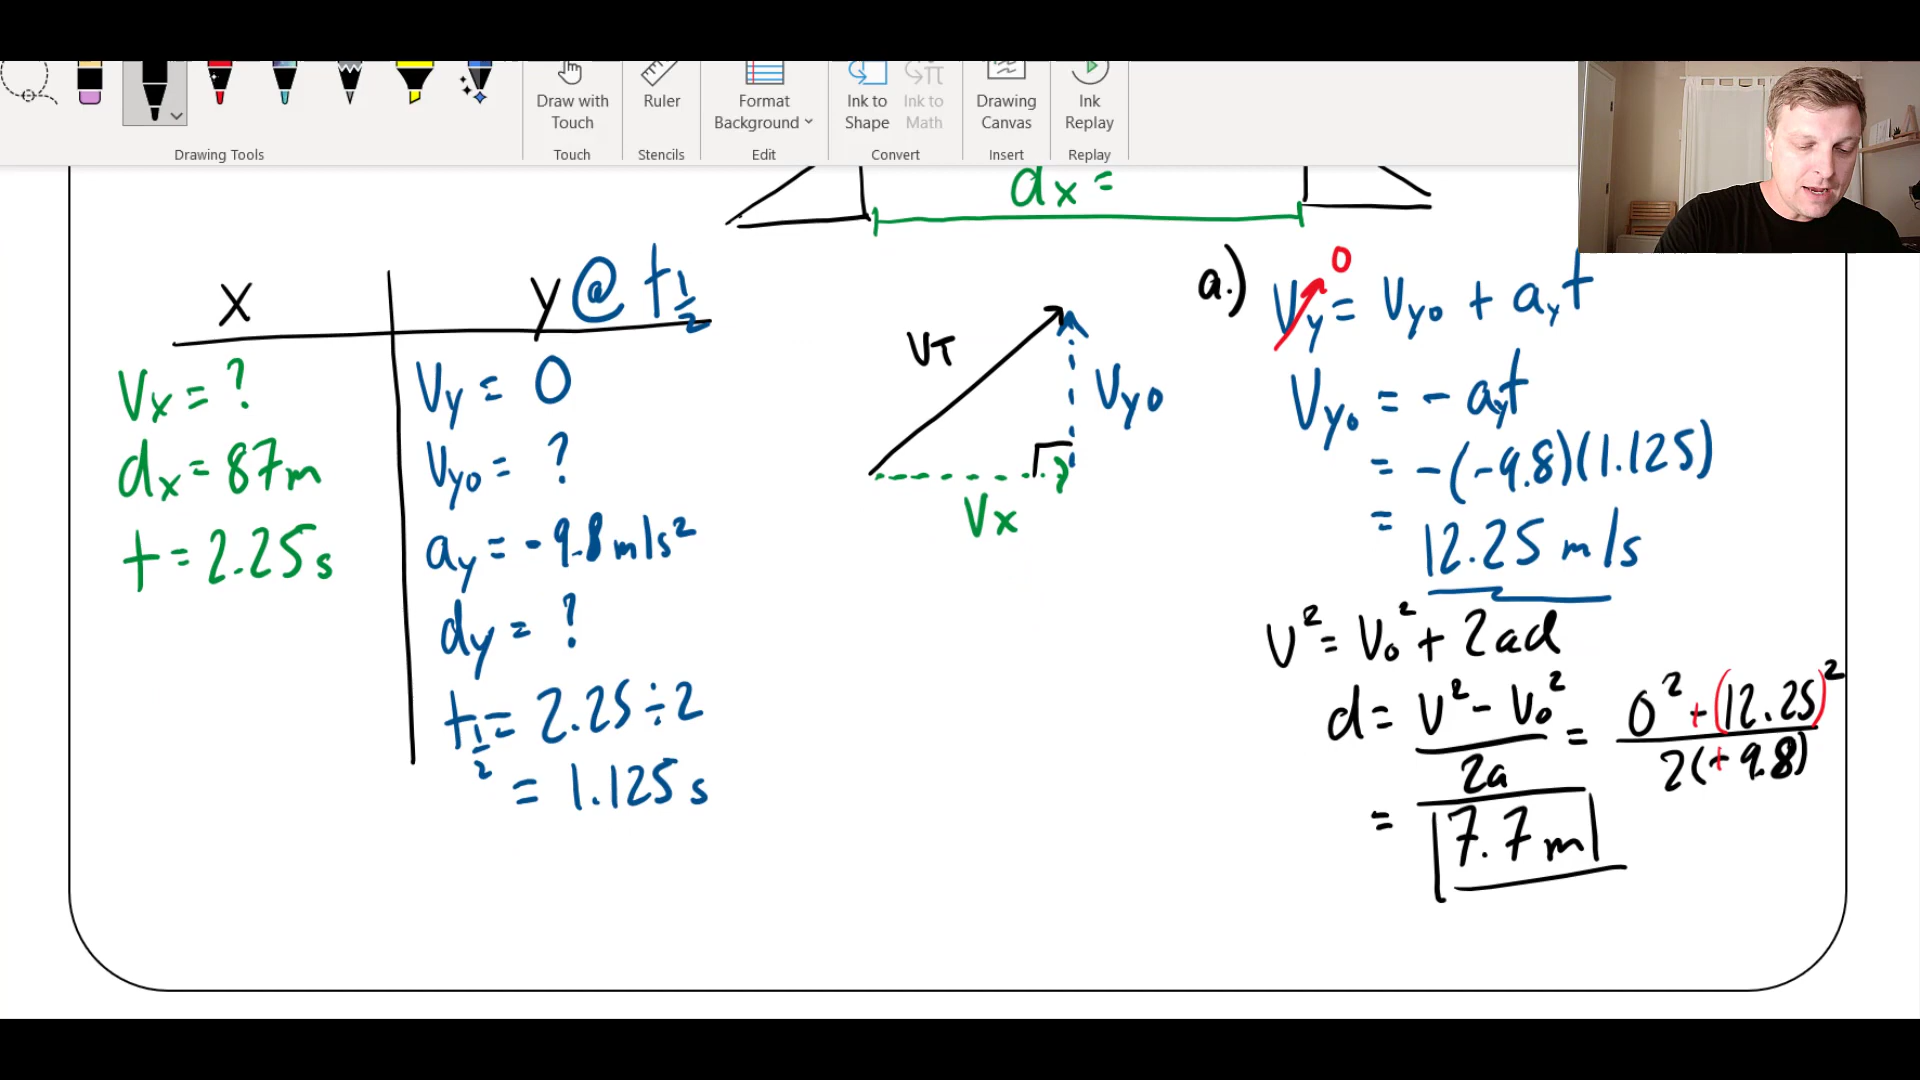 Draw with Touch
Ruler
Format Background
Ink to Shape
Ink to Math
Drawing Canvas
Ink Replay
Drawing Tools
Touch
Stencils
Edit
Convert
Insert
Replay
dx =
x
y @ t½
Vx = ?
dx = 87m
t = 2.25 s
Vy = 0
Vyo = ?
ay = -9.8 m/s²
dy = ?
t½ = 2.25 ÷ 2
= 1.125 s
VT
Vyo
Vx
a.) Vy = Vyo + ayt
0
Vyo = - ayt
= -(-9.8)(1.125)
= 12.25 m/s
V² = Vo² + 2ad
d = V² - Vo² / 2a = 0² + (12.25)² / 2(+9.8)
= 7.7 m